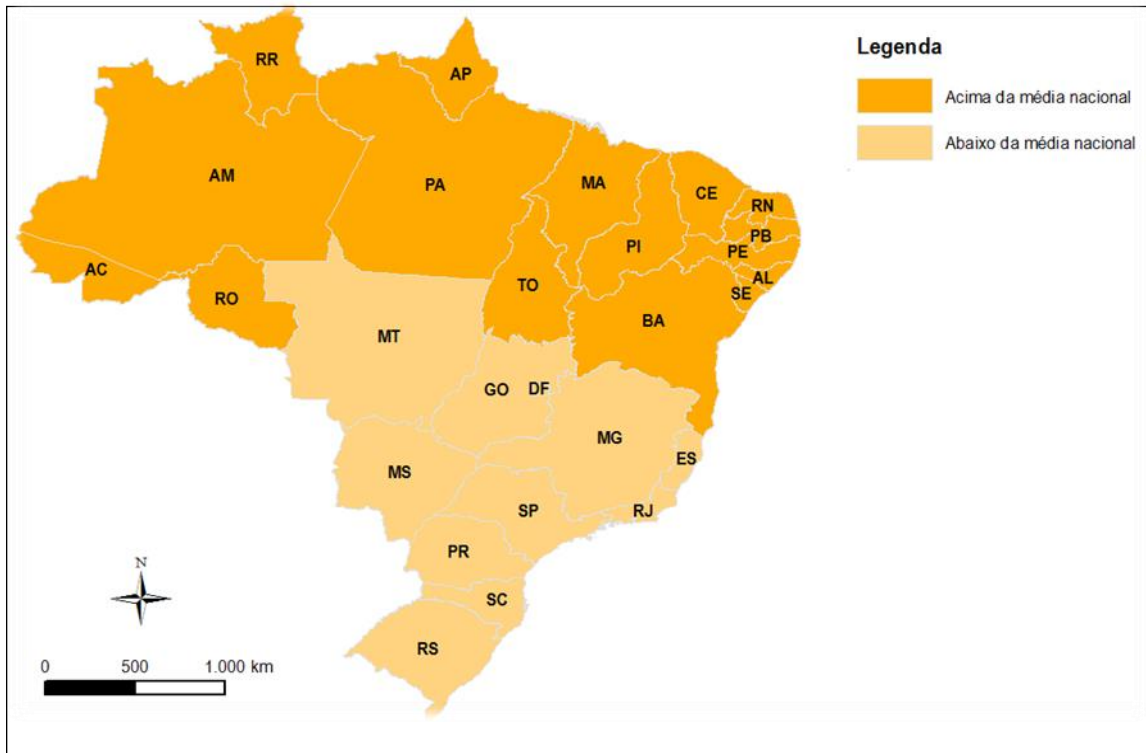 Legenda
Acima da média nacional
Abaixo da média nacional
RR
AP
AM
PA
MA
CE
RN
PB
PE
PI
AL
SE
AC
RO
TO
BA
MT
GO
DF
MG
ES
MS
SP
RJ
PR
SC
RS
N
0 500 1.000 km